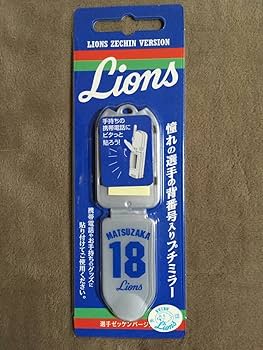 LIONS ZECHIN VERSION
Lions
手持ちの
携帯電話に
ピタッと
貼ろう!
憧れの選手の背番号入りプチミラー
携帯電話やお手持ちのグッズに
貼り付けてご使用ください。
MATSUZAKA
18
Lions
選手ゼッケンバージョン
Lions